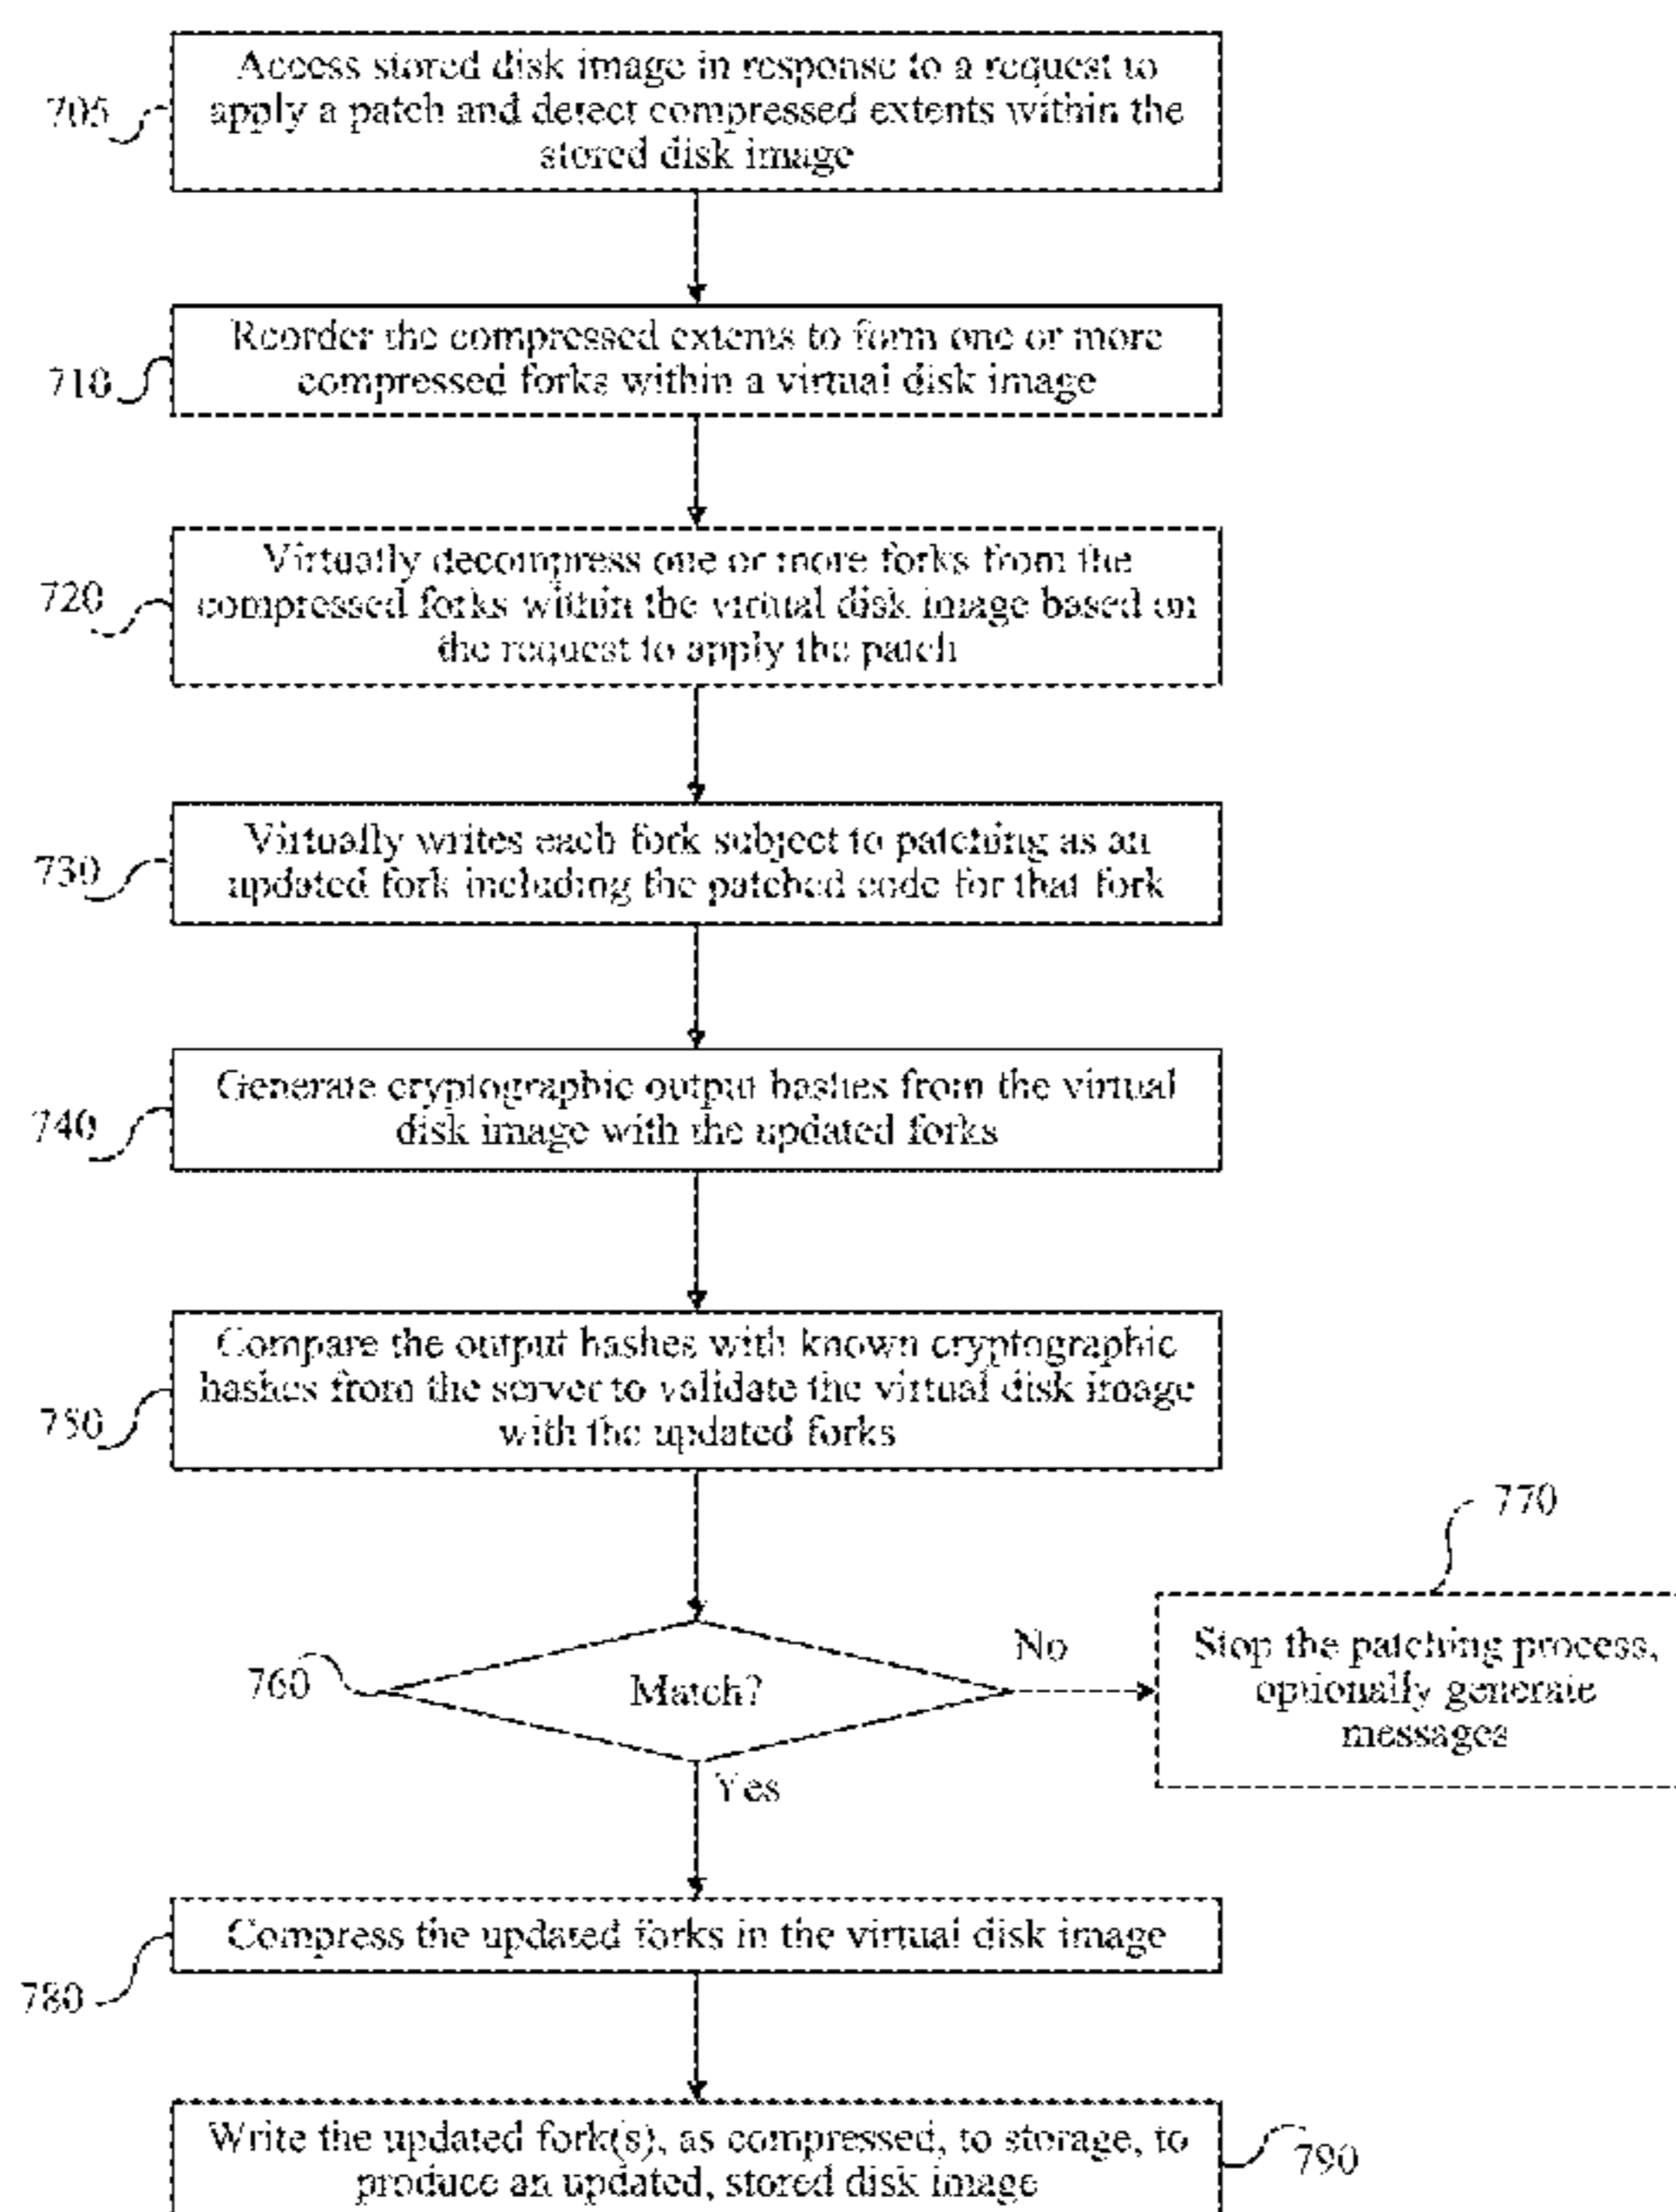 705
Access stored disk image in response to a request to
apply a patch and detect compressed extents within the
stored disk image
710
Reorder the compressed extents to form one or more
compressed forks within a virtual disk image
720
Virtually decompress one or more forks from the
compressed forks within the virtual disk image based on
the request to apply the patch
730
Virtually writes each fork subject to patching as an
updated fork including the patched code for that fork
740
Generate cryptographic output hashes from the virtual
disk image with the updated forks
750
Compare the output hashes with known cryptographic
hashes from the server to validate the virtual disk image
with the updated forks
760
Match?
No
770
Stop the patching process,
optionally generate
messages
Yes
780
Compress the updated forks in the virtual disk image
790
Write the updated fork(s), as compressed, to storage, to
produce an updated, stored disk image